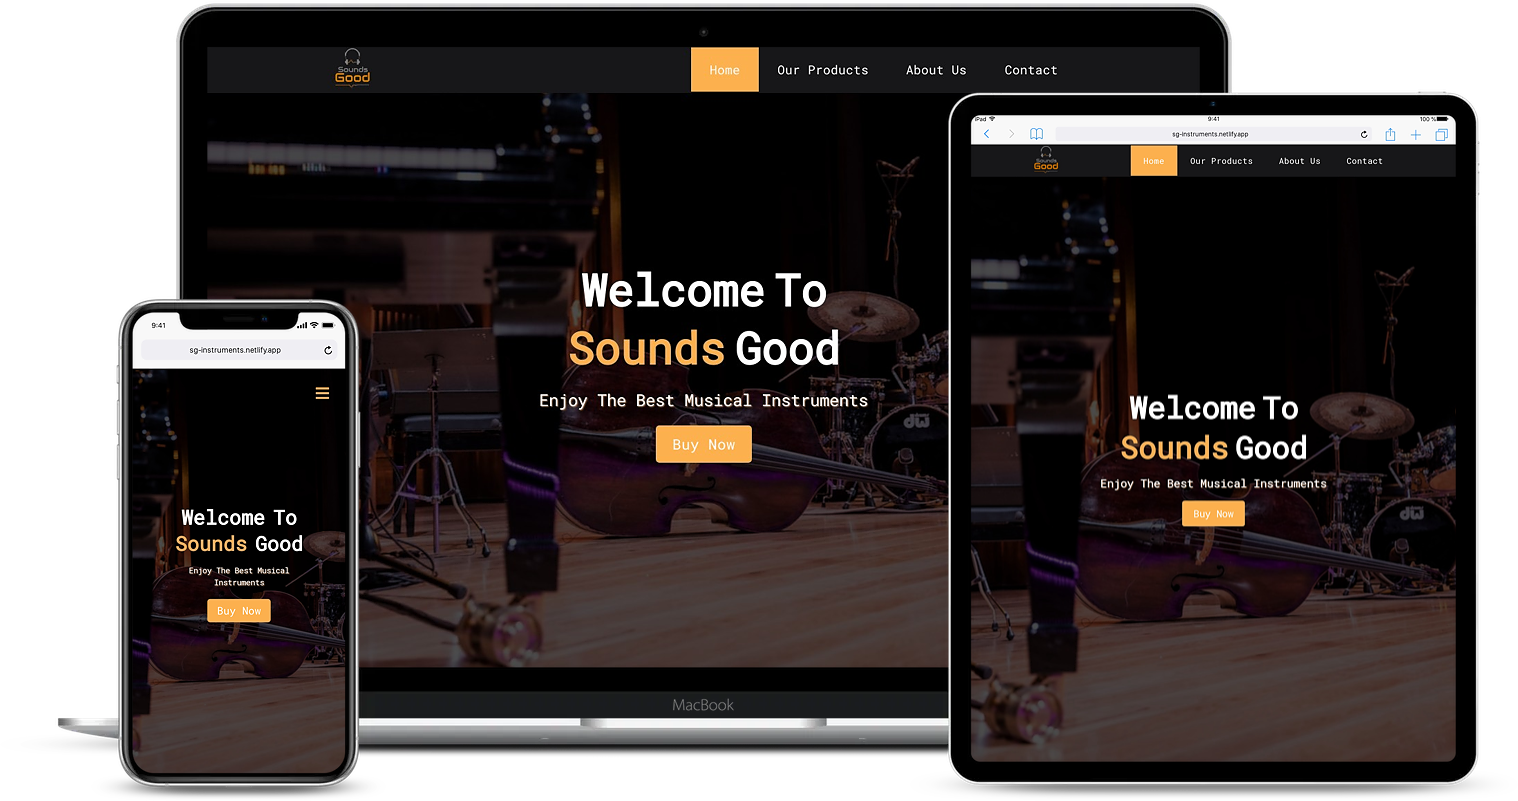 Sounds
Good
Home
Our Products
About Us
Contact
Welcome To
Sounds Good
Enjoy The Best Musical Instruments
Buy Now
dw
MacBook
9:41
sg-instruments.netlify.app
Welcome To
Sounds Good
Enjoy The Best Musical
Instruments
Buy Now
iPad
9:41
100 %
sg-instruments.netlify.app
Sounds
Good
Home
Our Products
About Us
Contact
Welcome To
Sounds Good
Enjoy The Best Musical Instruments
Buy Now
dw